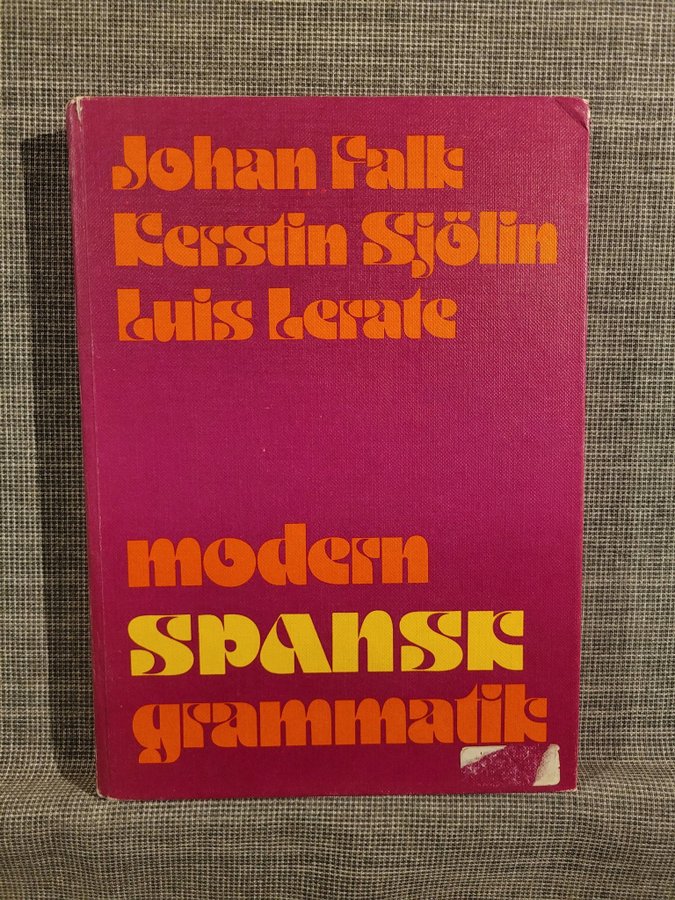 Johan Falk
Kerstin Sjölin
Luis Lerate
modern
SPANSK
grammatik